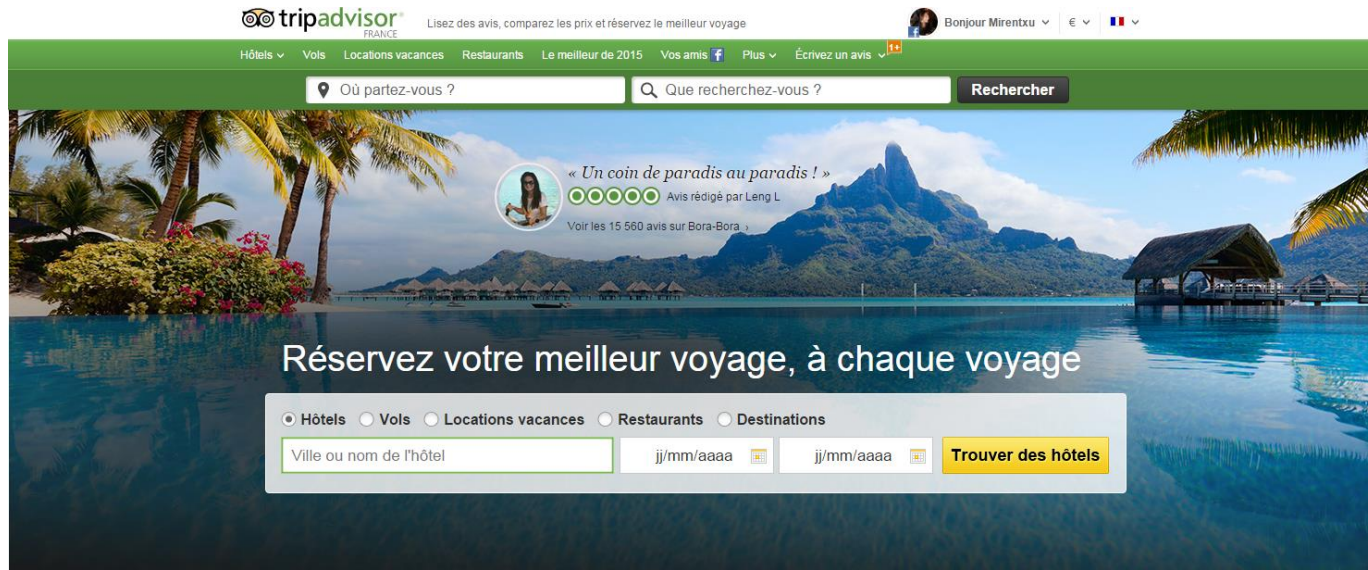 tripadvisor
FRANCE
Lisez des avis, comparez les prix et réservez le meilleur voyage
Bonjour Mirentxu
€
Hôtels Vols Locations vacances Restaurants Le meilleur de 2015 Vos amis f Plus Écrivez un avis 1+
Où partez-vous ? Que recherchez-vous ? Rechercher
« Un coin de paradis au paradis ! »
Avis rédigé par Leng L
Voir les 15 560 avis sur Bora-Bora ›
Réservez votre meilleur voyage, à chaque voyage
Hôtels Vols Locations vacances Restaurants Destinations
Ville ou nom de l'hôtel jj/mm/aaaa jj/mm/aaaa Trouver des hôtels